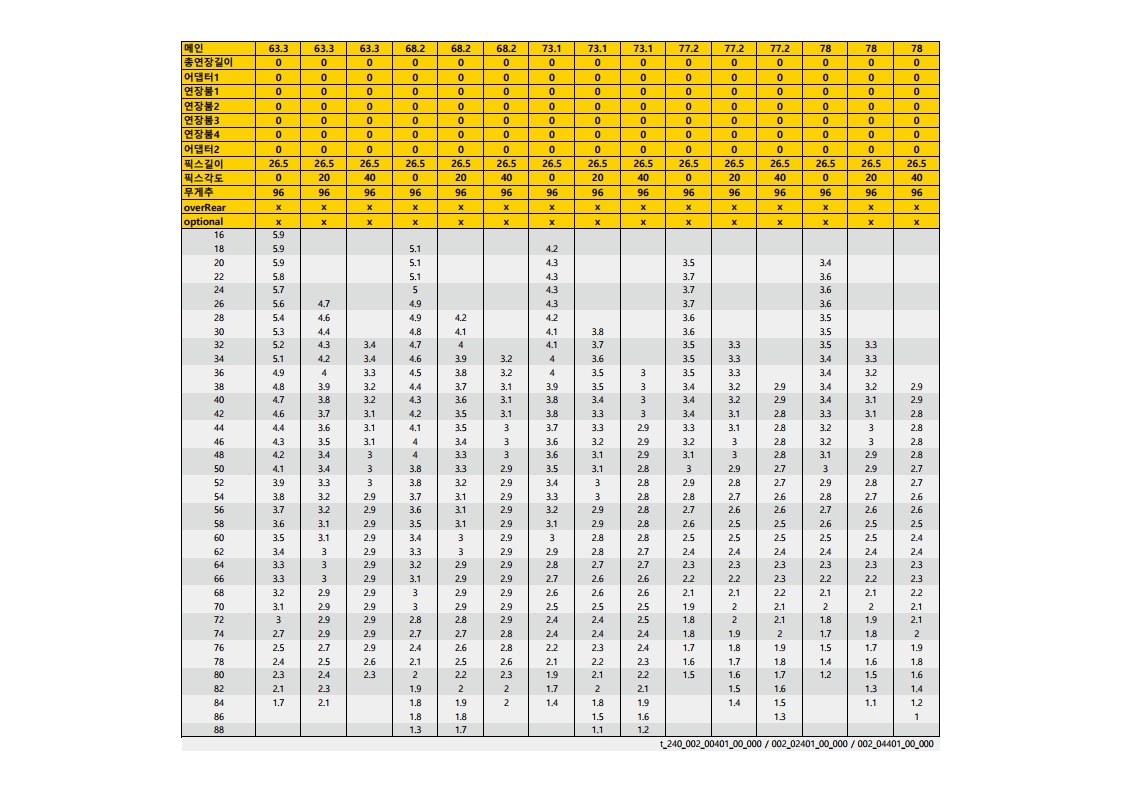 메인 63.3 63.3 63.3 68.2 68.2 68.2 73.1 73.1 73.1 77.2 77.2 77.2 78 78 78
총연장길이 0 0 0 0 0 0 0 0 0 0 0 0 0 0 0
어댑터1 0 0 0 0 0 0 0 0 0 0 0 0 0 0 0
연장붐1 0 0 0 0 0 0 0 0 0 0 0 0 0 0 0
연장붐2 0 0 0 0 0 0 0 0 0 0 0 0 0 0 0
연장붐3 0 0 0 0 0 0 0 0 0 0 0 0 0 0 0
연장붐4 0 0 0 0 0 0 0 0 0 0 0 0 0 0 0
어댑터2 0 0 0 0 0 0 0 0 0 0 0 0 0 0 0
픽스길이 26.5 26.5 26.5 26.5 26.5 26.5 26.5 26.5 26.5 26.5 26.5 26.5 26.5 26.5 26.5
픽스각도 0 20 40 0 20 40 0 20 40 0 20 40 0 20 40
무게추 96 96 96 96 96 96 96 96 96 96 96 96 96 96 96
overRear x x x x x x x x x x x x x x x
optional x x x x x x x x x x x x x x x
16 5.9
18 5.9 5.1 4.2
20 5.9 5.1 4.3 3.5 3.4
22 5.8 5.1 4.3 3.7 3.6
24 5.7 5 4.3 3.7 3.6
26 5.6 4.7 4.9 4.3 3.7 3.6
28 5.4 4.6 4.9 4.2 4.2 3.6 3.5
30 5.3 4.4 4.8 4.1 4.1 3.8 3.6 3.5
32 5.2 4.3 3.4 4.7 4 4.1 3.7 3.5 3.3 3.5 3.3
34 5.1 4.2 3.4 4.6 3.9 3.2 4 3.6 3.5 3.3 3.4 3.3
36 4.9 4 3.3 4.5 3.8 3.2 4 3.5 3 3.5 3.3 3.4 3.2
38 4.8 3.9 3.2 4.4 3.7 3.1 3.9 3.5 3 3.4 3.2 2.9 3.4 3.2 2.9
40 4.7 3.8 3.2 4.3 3.6 3.1 3.8 3.4 3 3.4 3.2 2.9 3.4 3.1 2.9
42 4.6 3.7 3.1 4.2 3.5 3.1 3.8 3.3 3 3.4 3.1 2.8 3.3 3.1 2.8
44 4.4 3.6 3.1 4.1 3.5 3 3.7 3.3 2.9 3.3 3.1 2.8 3.2 3 2.8
46 4.3 3.5 3.1 4 3.4 3 3.6 3.2 2.9 3.2 3 2.8 3.2 3 2.8
48 4.2 3.4 3 4 3.3 3 3.6 3.1 2.9 3.1 3 2.8 3.1 2.9 2.8
50 4.1 3.4 3 3.8 3.3 2.9 3.5 3.1 2.8 3 2.9 2.7 3 2.9 2.7
52 3.9 3.3 3 3.8 3.2 2.9 3.4 3 2.8 2.9 2.8 2.7 2.9 2.8 2.7
54 3.8 3.2 2.9 3.7 3.1 2.9 3.3 3 2.8 2.8 2.7 2.6 2.8 2.7 2.6
56 3.7 3.2 2.9 3.6 3.1 2.9 3.2 2.9 2.8 2.7 2.6 2.6 2.7 2.6 2.6
58 3.6 3.1 2.9 3.5 3.1 2.9 3.1 2.9 2.8 2.6 2.5 2.5 2.6 2.5 2.5
60 3.5 3.1 2.9 3.4 3 2.9 3 2.8 2.8 2.5 2.5 2.5 2.5 2.5 2.4
62 3.4 3 2.9 3.3 3 2.9 2.9 2.8 2.7 2.4 2.4 2.4 2.4 2.4 2.4
64 3.3 3 2.9 3.2 2.9 2.9 2.8 2.7 2.7 2.3 2.3 2.3 2.3 2.3 2.3
66 3.3 3 2.9 3.1 2.9 2.9 2.7 2.6 2.6 2.2 2.2 2.3 2.2 2.2 2.3
68 3.2 2.9 2.9 3 2.9 2.9 2.6 2.6 2.6 2.1 2.1 2.2 2.1 2.1 2.2
70 3.1 2.9 2.9 3 2.9 2.9 2.5 2.5 2.5 1.9 2 2.1 2 2 2.1
72 3 2.9 2.9 2.8 2.8 2.9 2.4 2.4 2.5 1.8 2 2.1 1.8 1.9 2.1
74 2.7 2.9 2.9 2.7 2.7 2.8 2.4 2.4 2.4 1.8 1.9 2 1.7 1.8 2
76 2.5 2.7 2.9 2.4 2.6 2.8 2.2 2.3 2.4 1.7 1.8 1.9 1.5 1.7 1.9
78 2.4 2.5 2.6 2.1 2.5 2.6 2.1 2.2 2.3 1.6 1.7 1.8 1.4 1.6 1.8
80 2.3 2.4 2.3 2 2.2 2.3 1.9 2.1 2.2 1.5 1.6 1.7 1.2 1.5 1.6
82 2.1 2.3 1.9 2 2 1.7 2 2.1 1.5 1.6 1.3 1.4
84 1.7 2.1 1.8 1.9 2 1.4 1.8 1.9 1.4 1.5 1.1 1.2
86 1.8 1.8 1.5 1.6 1.3 1
88 1.3 1.7 1.1 1.2
t_240_002_00401_00_000 / 002_02401_00_000 / 002_04401_00_000